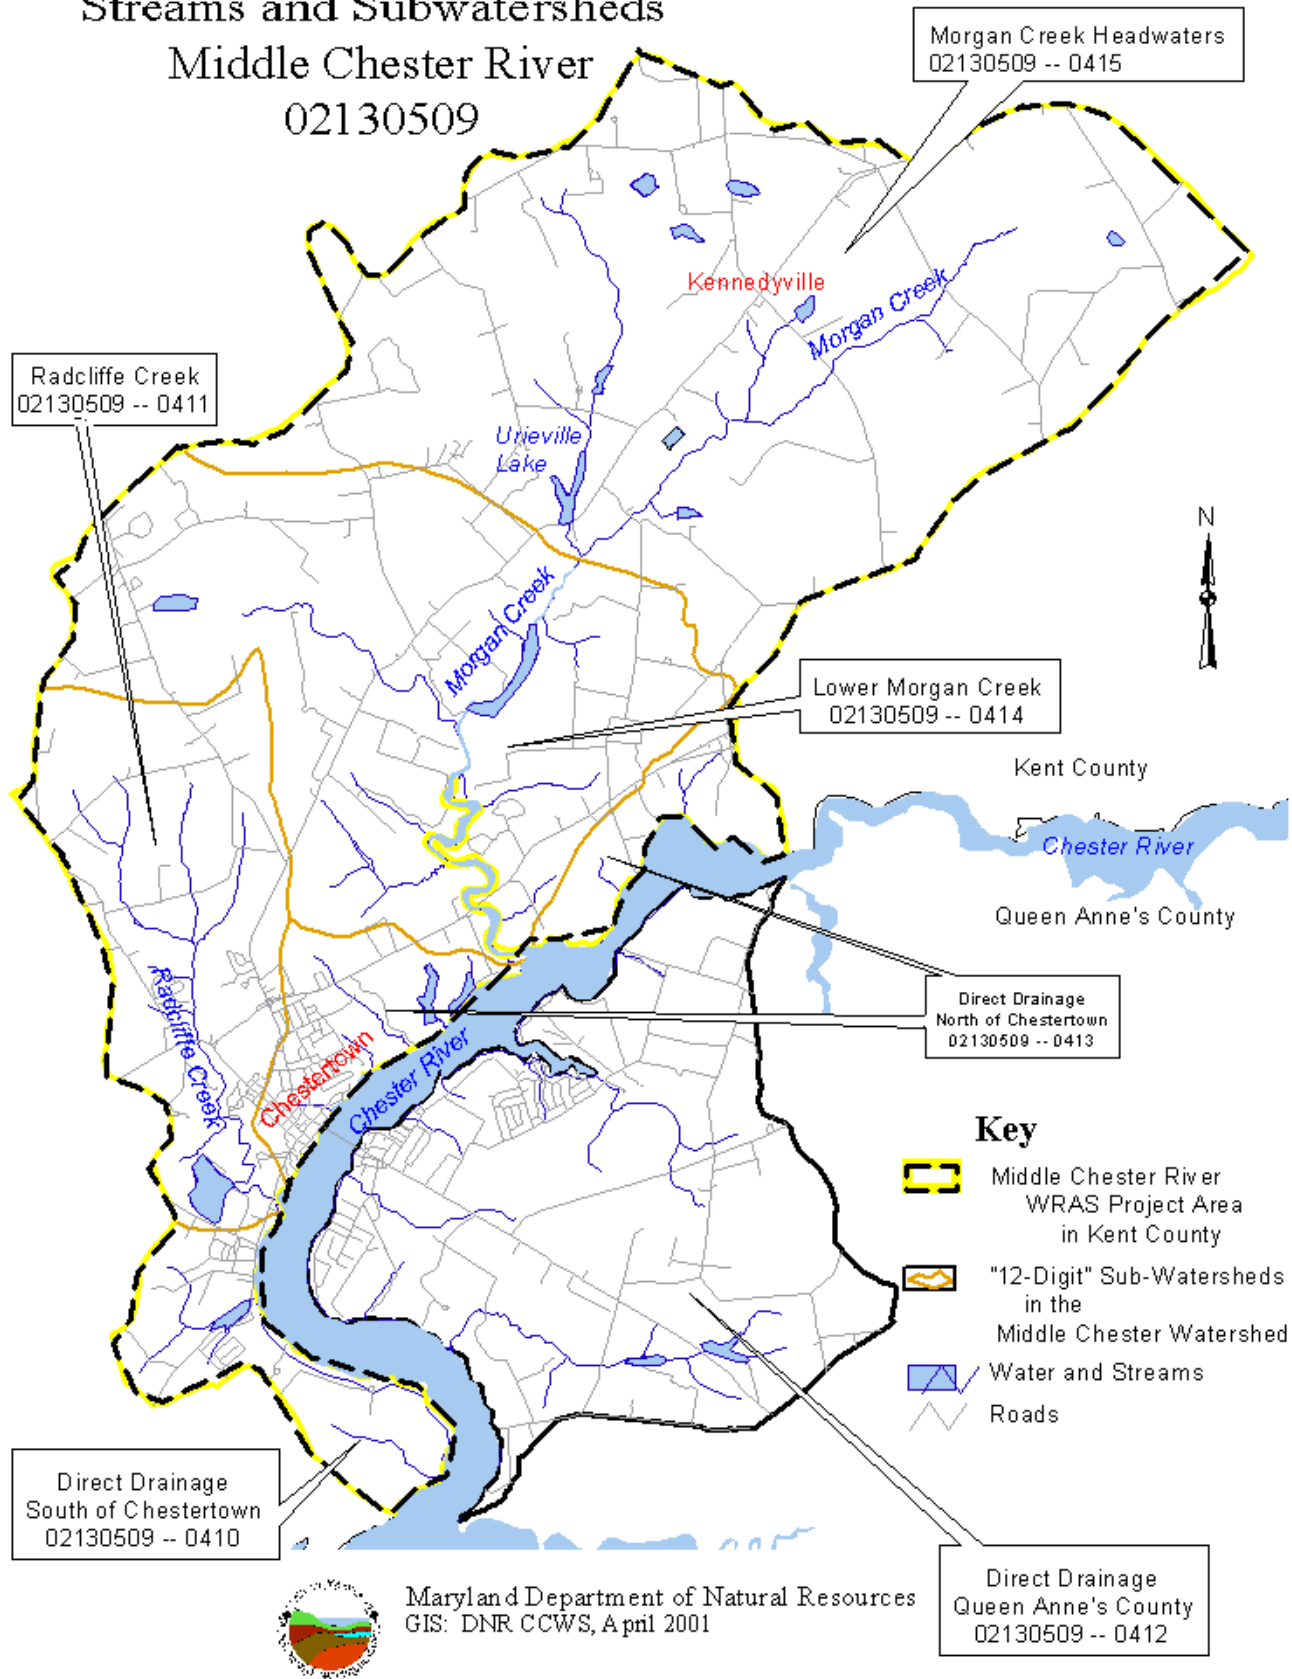 Streams and Subwatersheds
Middle Chester River
02130509
Morgan Creek Headwaters
02130509 -- 0415
Kennedyville
Morgan Creek
Radcliffe Creek
02130509 -- 0411
Urieville
Lake
N
Morgan Creek
Lower Morgan Creek
02130509 -- 0414
Kent County
Chester River
Queen Anne's County
Radcliffe Creek
Direct Drainage
North of Chestertown
02130509 -- 0413
Chestertown
Chester River
Key
Middle Chester River
WRAS Project Area
in Kent County
"12-Digit" Sub-Watersheds
in the
Middle Chester Watershed
Water and Streams
Roads
Direct Drainage
South of Chestertown
02130509 -- 0410
Direct Drainage
Queen Anne's County
02130509 -- 0412
Maryland Department of Natural Resources
GIS: DNR CCWS, April 2001